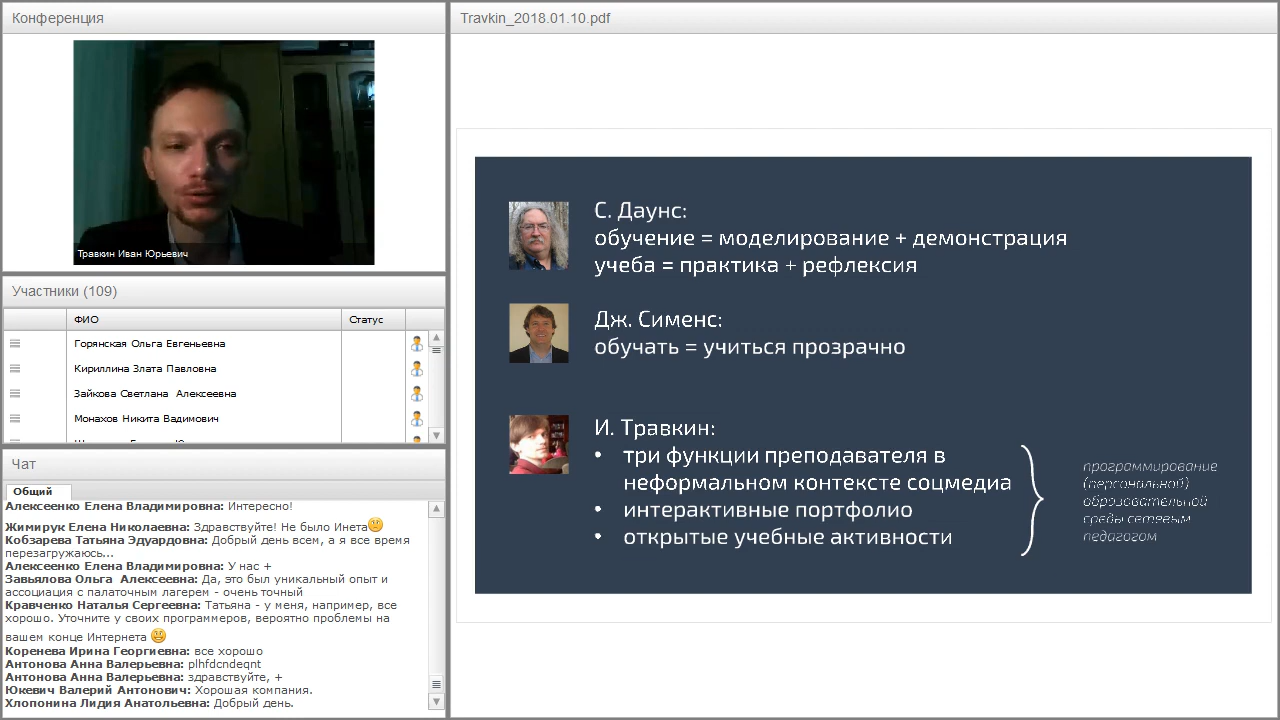 Конференция
Травкин Иван Юрьевич
Участники (109)
ФИО
Статус
Горянская Ольга Евгеньевна
Кириллина Злата Павловна
Зайкова Светлана Алексеевна
Монахов Никита Вадимович
Чат
Общий
Алексеенко Елена Владимировна: Интересно!
Жимирук Елена Николаевна: Здравствуйте! Не было Инета
Кобзарева Татьяна Эдуардовна: Добрый день всем, а я все время
перезагружаюсь...
Алексеенко Елена Владимировна: У нас +
Завьялова Ольга Алексеевна: Да, это был уникальный опыт и
ассоциация с палаточным лагерем - очень точный
Кравченко Наталья Сергеевна: Татьяна - у меня, например, все
хорошо. Уточните у своих программеров, вероятно проблемы на
вашем конце Интернета
Коренева Ирина Георгиевна: все хорошо
Антонова Анна Валерьевна: plhfdcndeqnt
Антонова Анна Валерьевна: здравствуйте, +
Юкевич Валерий Антонович: Хорошая компания.
Хлопонина Лидия Анатольевна: Добрый день.
Travkin_2018.01.10.pdf
С. Даунс:
обучение = моделирование + демонстрация
учеба = практика + рефлексия
Дж. Сименс:
обучать = учиться прозрачно
И. Травкин:
• три функции преподавателя в
неформальном контексте соцмедиа
• интерактивные портфолио
• открытые учебные активности
программирование
(персональной)
образовательной
среды сетевым
педагогом